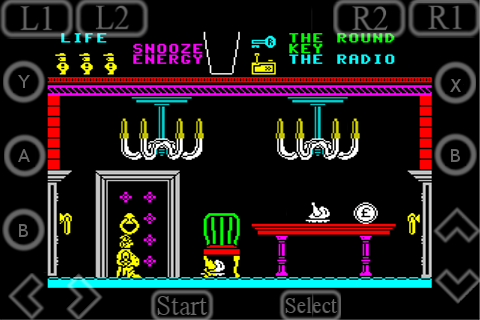 L1 L2 R2 R1
LIFE
SNOOZE
ENERGY
THE ROUND
KEY
THE RADIO
Y
X
A
B
B
£
Start Select